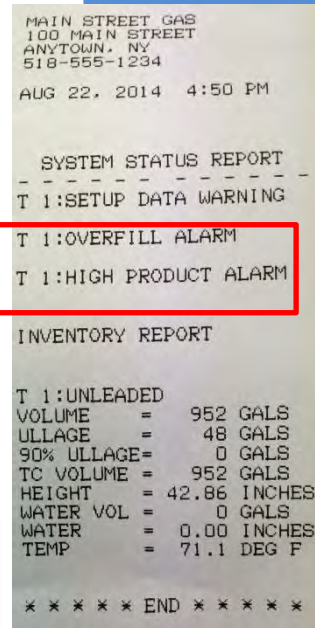 MAIN STREET GAS
100 MAIN STREET
ANYTOWN, NY
518-555-1234
AUG 22, 2014 4:50 PM
SYSTEM STATUS REPORT
- - - - - - - - - - - -
T 1:SETUP DATA WARNING
T 1:OVERFILL ALARM
T 1:HIGH PRODUCT ALARM
INVENTORY REPORT
T 1:UNLEADED
VOLUME = 952 GALS
ULLAGE = 48 GALS
90% ULLAGE= 0 GALS
TC VOLUME = 952 GALS
HEIGHT = 42.86 INCHES
WATER VOL = 0 GALS
WATER = 0.00 INCHES
TEMP = 71.1 DEG F
* * * * * END * * * * *